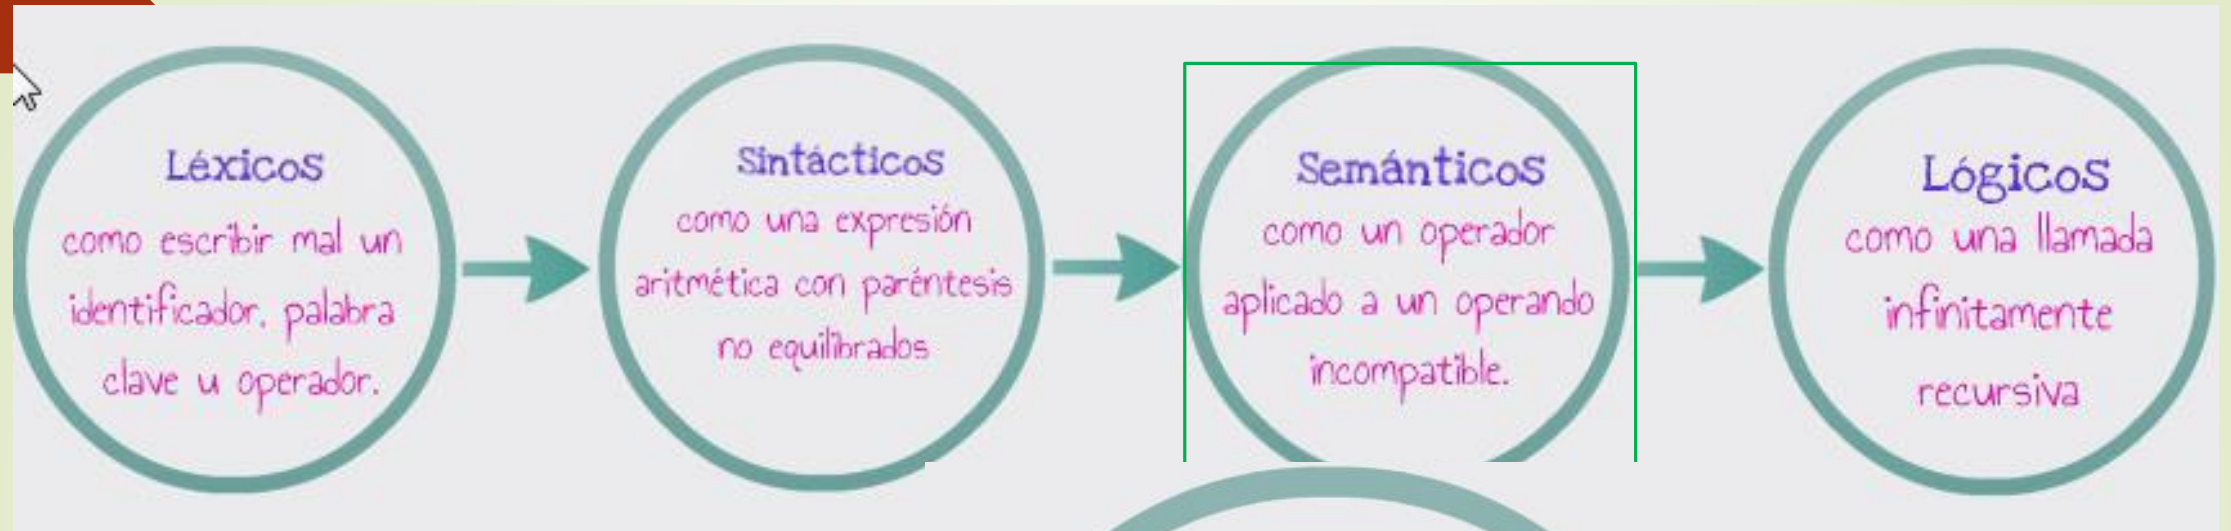 Léxicos
como escribir mal un
identificador, palabra
clave u operador.
Sintácticos
como una expresión
aritmética con paréntesis
no equilibrados
Semánticos
como un operador
aplicado a un operando
incompatible.
Lógicos
como una llamada
infinitamente
recursiva